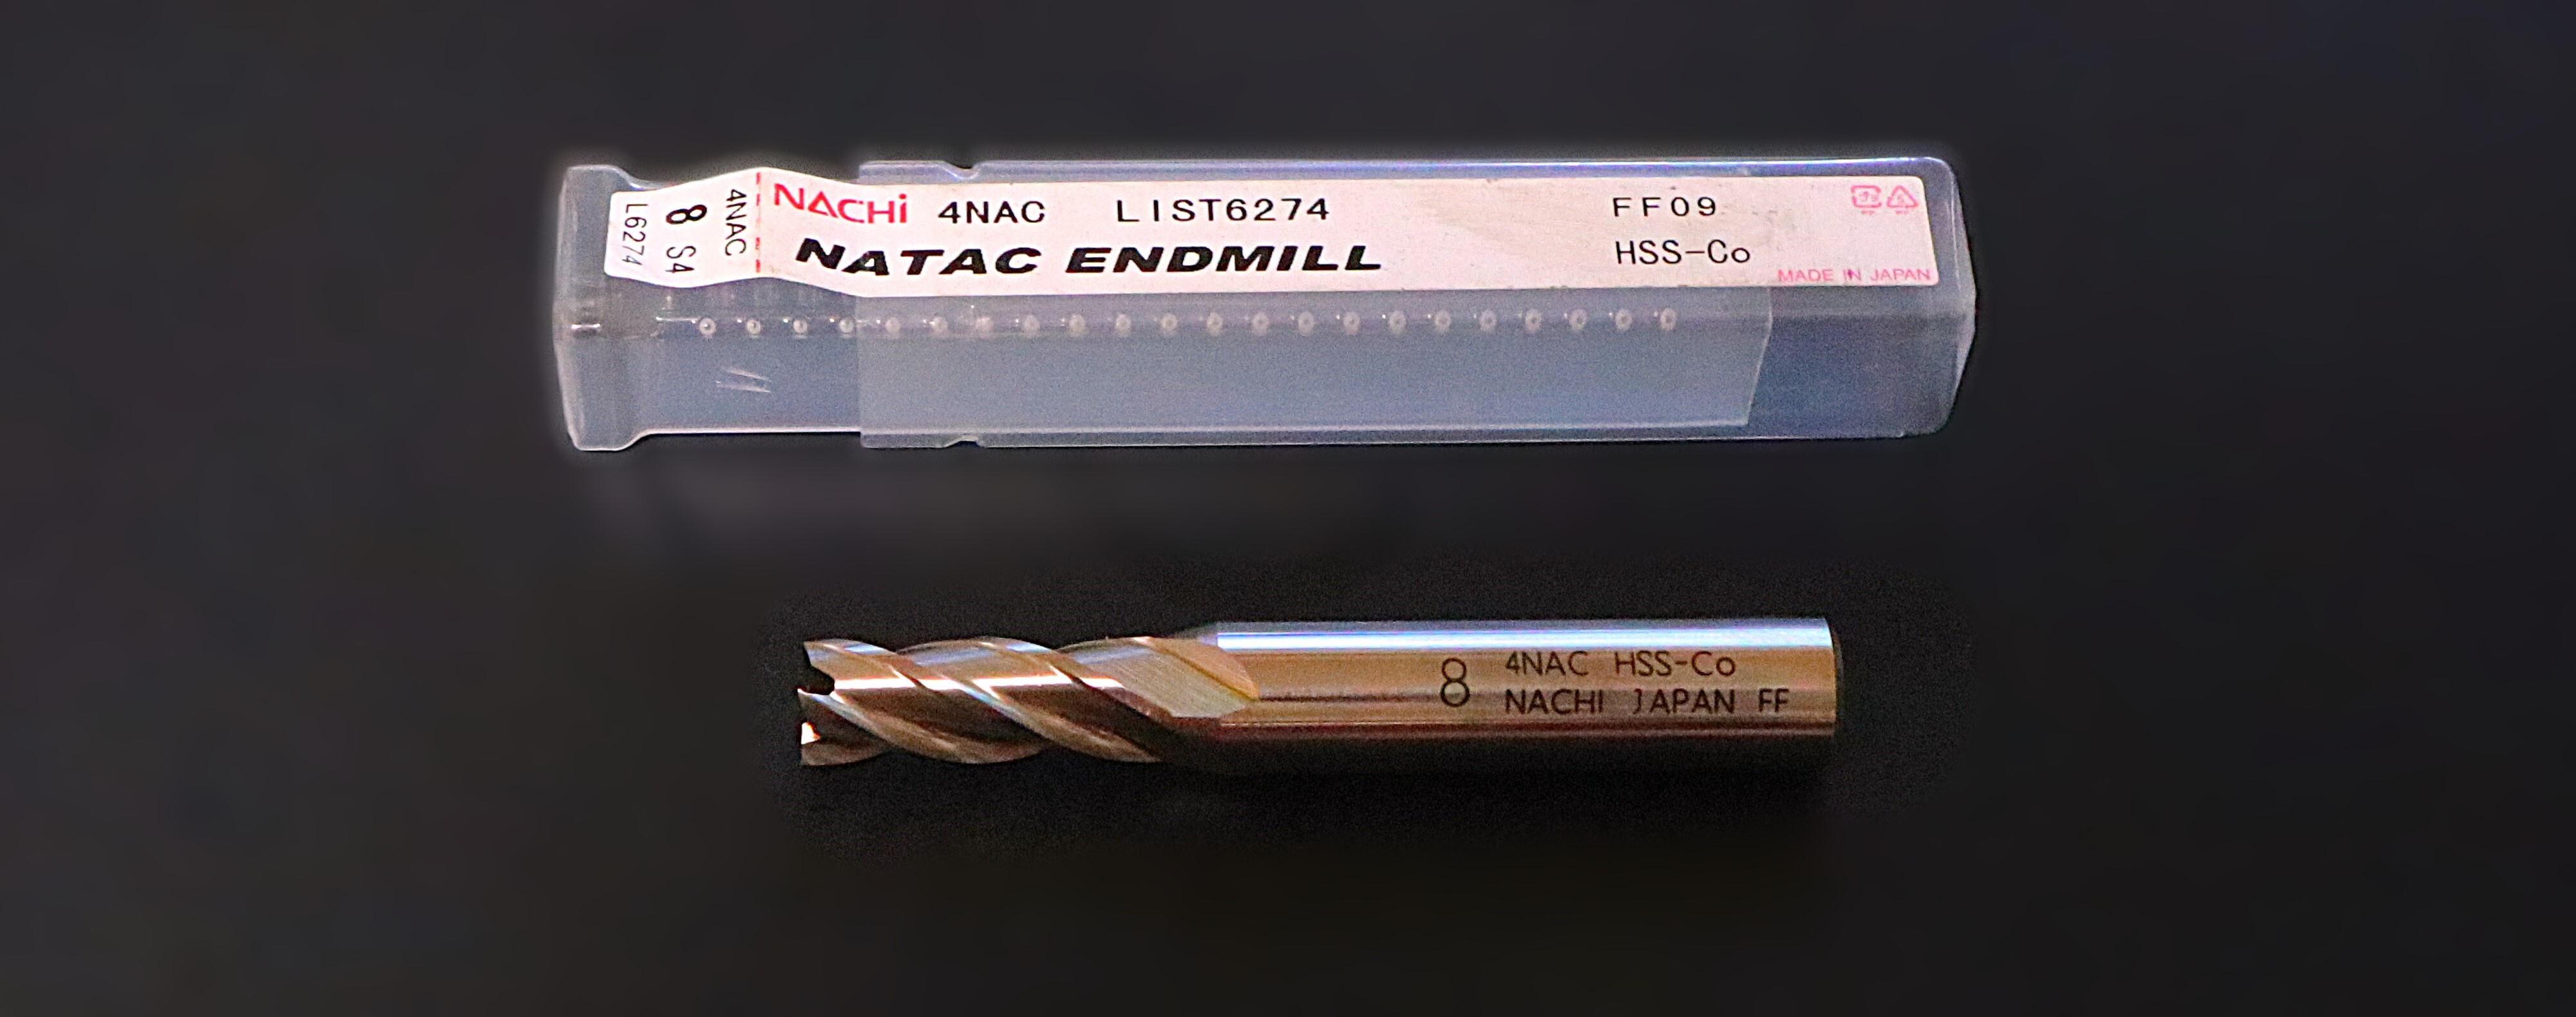 L6274
8 S4
4NAC
NACHi 4NAC LIST6274 FF09
NATAC ENDMILL HSS-Co
MADE IN JAPAN
8 4NAC HSS-Co
NACHI JAPAN FF